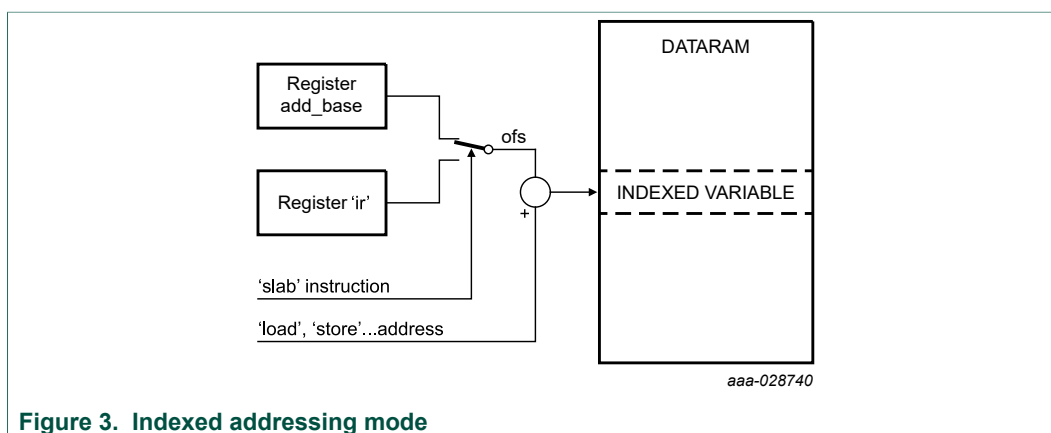 DATARAM
Register
add_base
ofs
INDEXED VARIABLE
Register ‘ir’
+
‘slab’ instruction
‘load’, ‘store’...address
aaa-028740
Figure 3. Indexed addressing mode